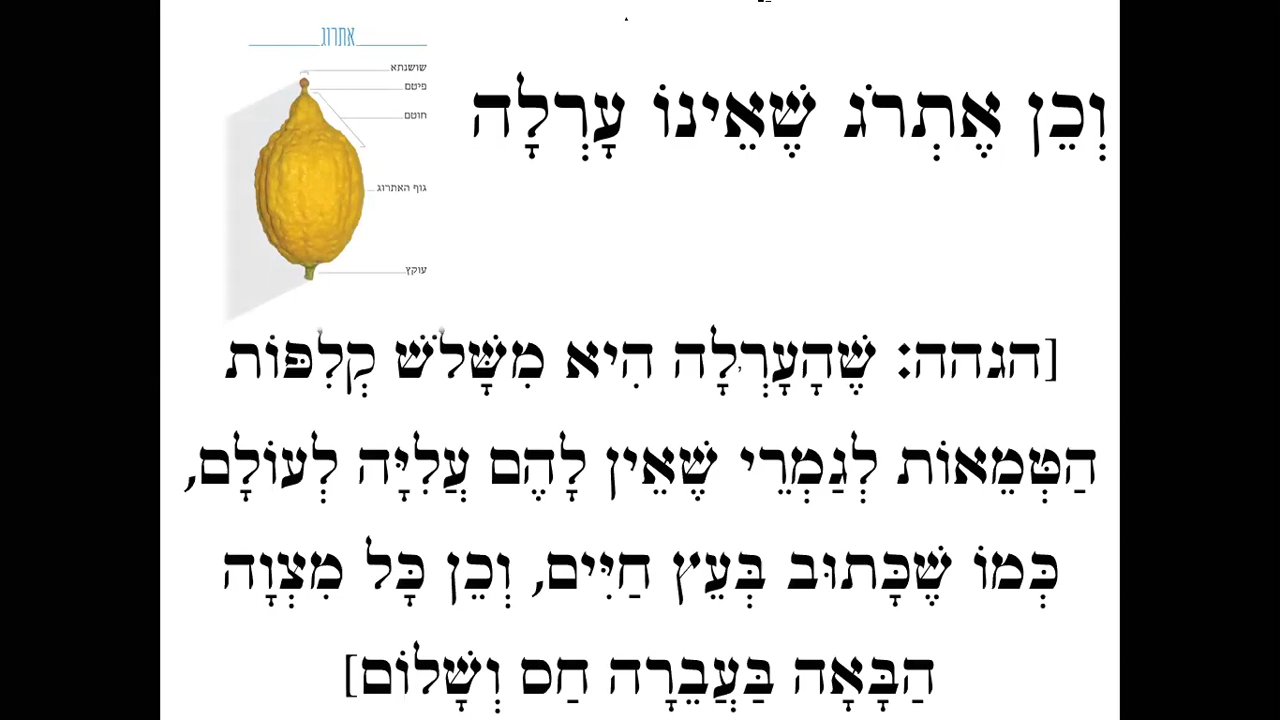 אתרוג
שושנתא
פיטם
חוטם
גוף האתרוג
עוקץ
וְכֵן אֶתְרֹג שֶׁאֵינוֹ עָרְלָה
[הגהה: שֶׁהָעָרְלָה הִיא מִשָּׁלֹשׁ קְלִפּוֹת
הַטְּמֵאוֹת לְגַמְרֵי שֶׁאֵין לָהֶם עֲלִיָּה לְעוֹלָם,
כְּמוֹ שֶׁכָּתוּב בְּעֵץ חַיִּים, וְכֵן כָּל מִצְוָה
הַבָּאָה בַּעֲבֵרָה חַס וְשָׁלוֹם]